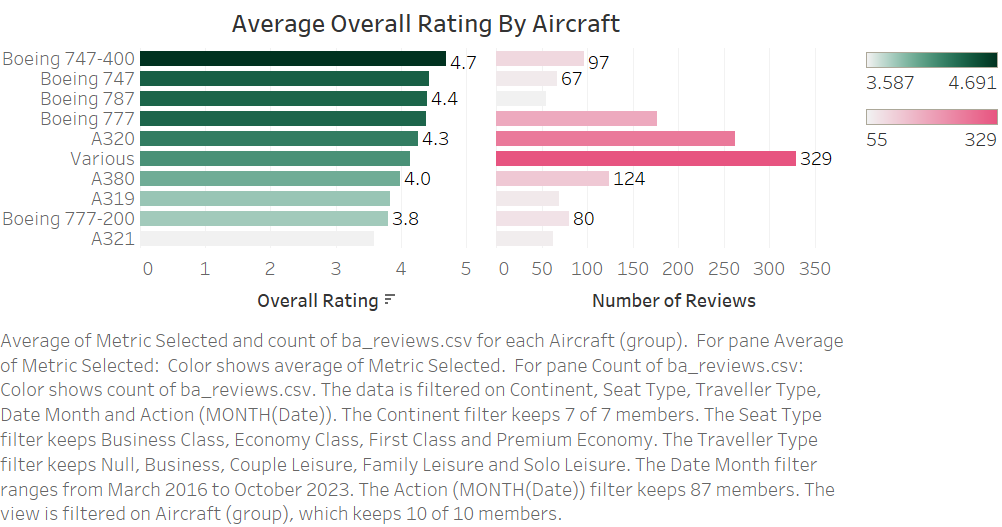 Average Overall Rating By Aircraft
Boeing 747-400 4.7 97
Boeing 747 67
Boeing 787 4.4
Boeing 777
A320 4.3
Various 329
A380 4.0 124
A319
Boeing 777-200 3.8 80
A321
0 1 2 3 4 5 0 50 100 150 200 250 300 350
Overall Rating Number of Reviews
3.587 4.691
55 329
Average of Metric Selected and count of ba_reviews.csv for each Aircraft (group). For pane Average
of Metric Selected: Color shows average of Metric Selected. For pane Count of ba_reviews.csv:
Color shows count of ba_reviews.csv. The data is filtered on Continent, Seat Type, Traveller Type,
Date Month and Action (MONTH(Date)). The Continent filter keeps 7 of 7 members. The Seat Type
filter keeps Business Class, Economy Class, First Class and Premium Economy. The Traveller Type
filter keeps Null, Business, Couple Leisure, Family Leisure and Solo Leisure. The Date Month filter
ranges from March 2016 to October 2023. The Action (MONTH(Date)) filter keeps 87 members. The
view is filtered on Aircraft (group), which keeps 10 of 10 members.